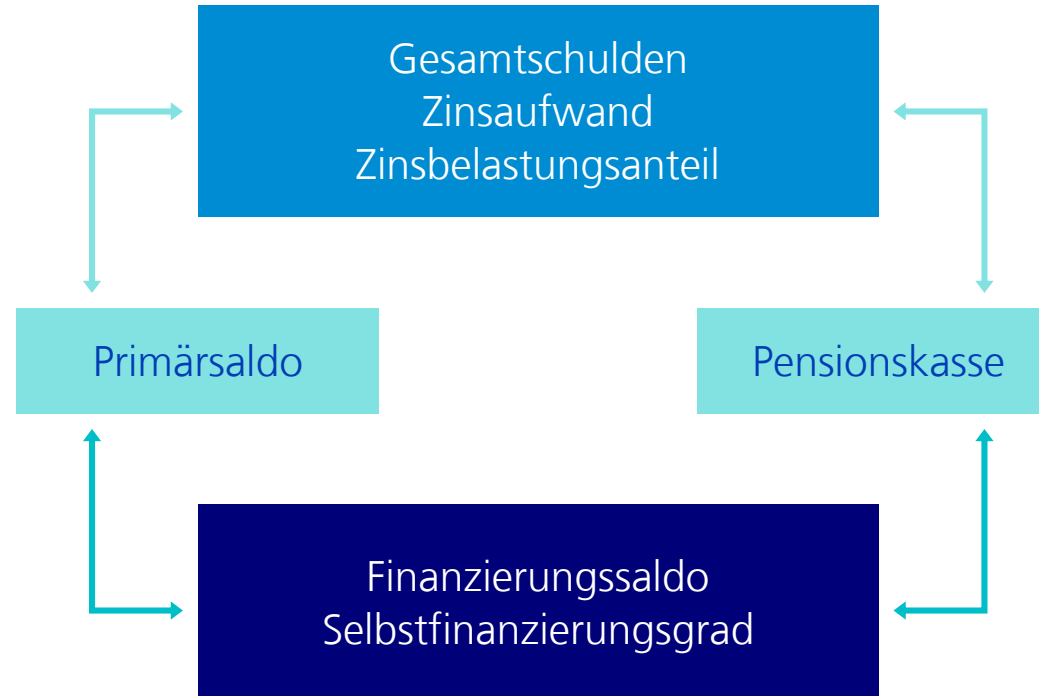 Gesamtschulden
Zinsaufwand
Zinsbelastungsanteil
Primärsaldo
Pensionskasse
Finanzierungssaldo
Selbstfinanzierungsgrad